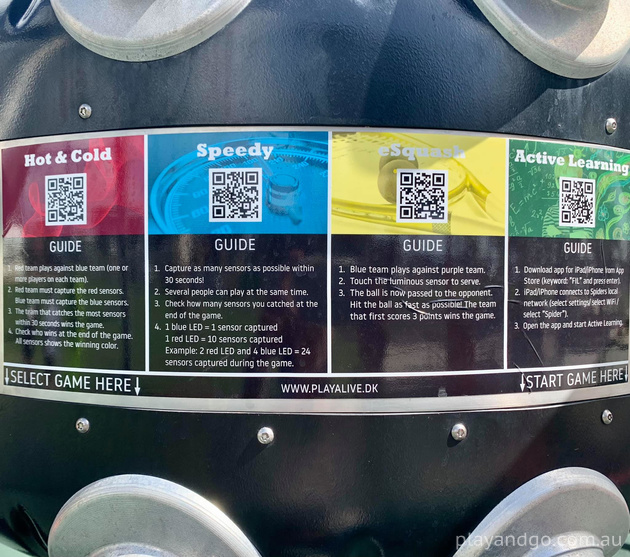 Hot & Cold
GUIDE
1. Red team plays against blue team (one or
more players on each team).
2. Red team must capture the red sensors.
Blue team must capture the blue sensors.
3. The team that catches the most sensors
within 30 seconds wins the game.
4. Check who wins at the end of the game.
All sensors shows the winning color.
Speedy
GUIDE
1. Capture as many sensors as possible within
30 seconds!
2. Several people can play at the same time.
3. Check how many sensors you catched at the
end of the game.
4. 1 blue LED = 1 sensor captured
1 red LED = 10 sensors captured
Example: 2 red LED and 4 blue LED = 24
sensors captured during the game.
eSquash
GUIDE
1. Blue team plays against purple team.
2. Touch the luminous sensor to serve.
3. The ball is now passed to the opponent.
Hit the ball as fast as possible! The team
that first scores 3 points wins the game.
Active Learning
GUIDE
1. Download app for iPad/iPhone from App
Store (keyword: "FIL" and press enter).
2. iPad/iPhone connects to Spiders local
network (select settings/ select WiFi /
select "Spider").
3. Open the app and start Active Learning.
↓SELECT GAME HERE↓
WWW.PLAYALIVE.DK
↓START GAME HERE↓
playandgo.com.au